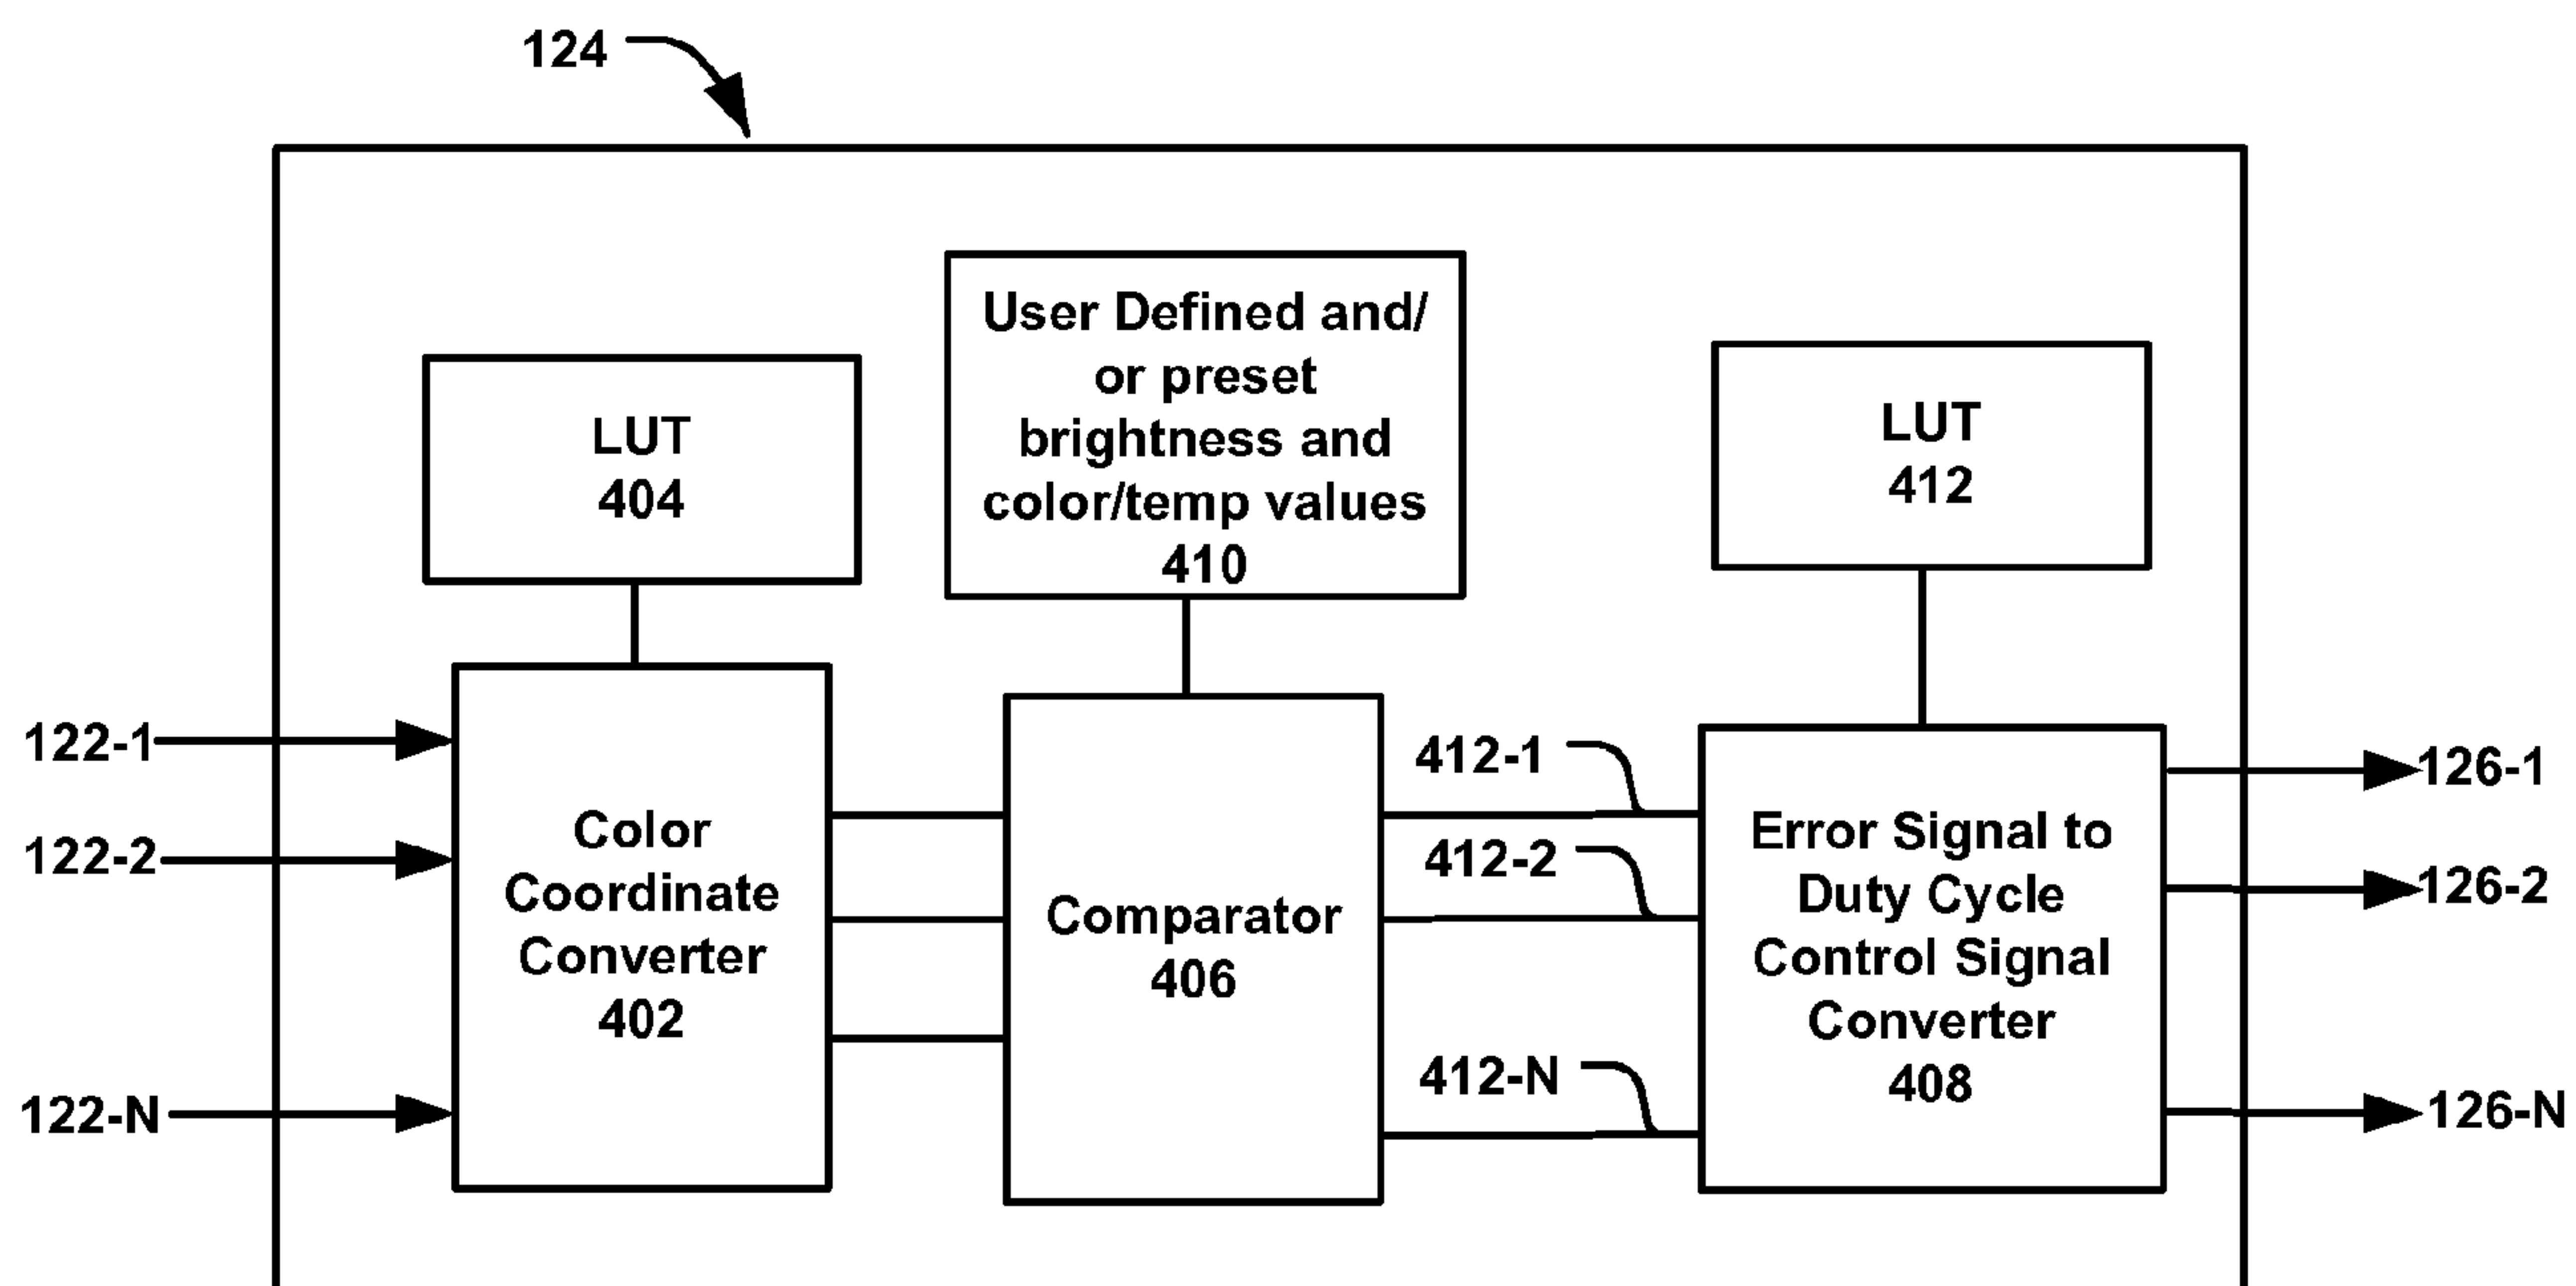 124
User Defined and/
or preset
brightness and
color/temp values
410
LUT
404
LUT
412
122-1
122-2
122-N
Color
Coordinate
Converter
402
Comparator
406
412-1
412-2
412-N
Error Signal to
Duty Cycle
Control Signal
Converter
408
126-1
126-2
126-N